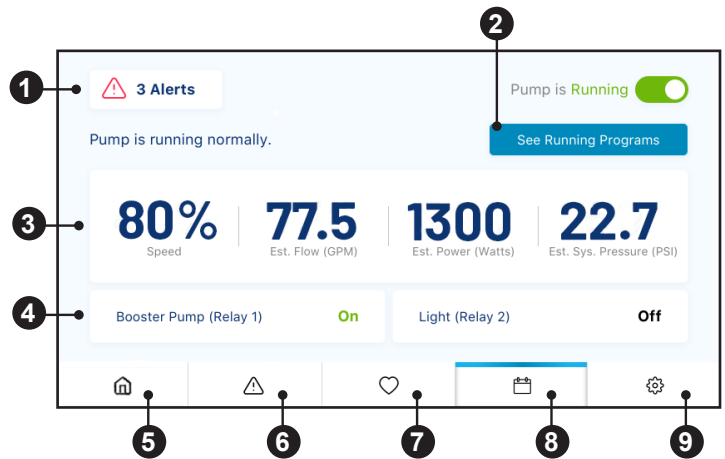 2
1
3 Alerts
Pump is Running
Pump is running normally.
See Running Programs
3
80% 77.5 1300 22.7
Speed Est. Flow (GPM) Est. Power (Watts) Est. Sys. Pressure (PSI)
4
Booster Pump (Relay 1) On Light (Relay 2) Off
5 6 7 8 9